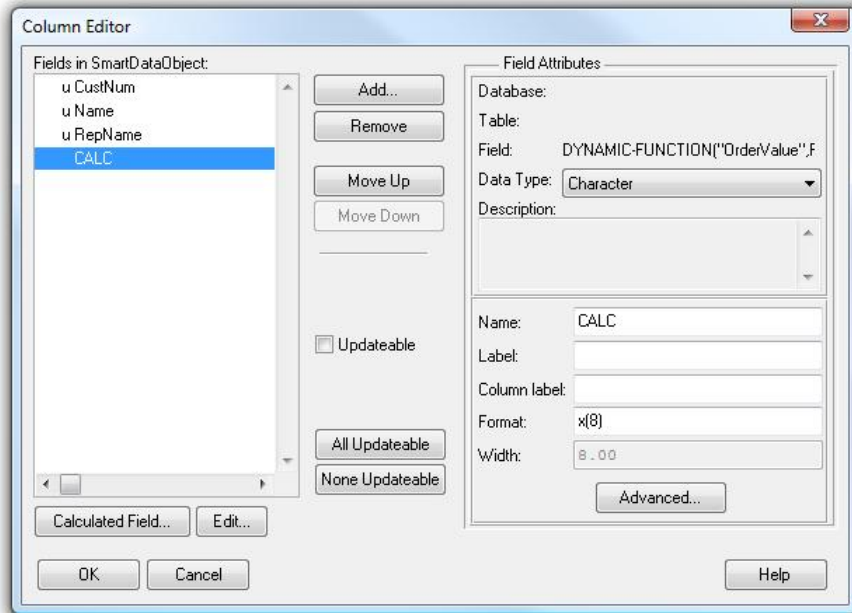 Column Editor
Fields in SmartDataObject:
u CustNum
u Name
u RepName
CALC
Add...
Remove
Move Up
Move Down
Updateable
All Updateable
None Updateable
Calculated Field...
Edit...
OK
Cancel
Field Attributes
Database:
Table:
Field: DYNAMIC-FUNCTION("OrderValue",F
Data Type: Character
Description:
Name: CALC
Label:
Column label:
Format: x(8)
Width: 8.00
Advanced...
Help